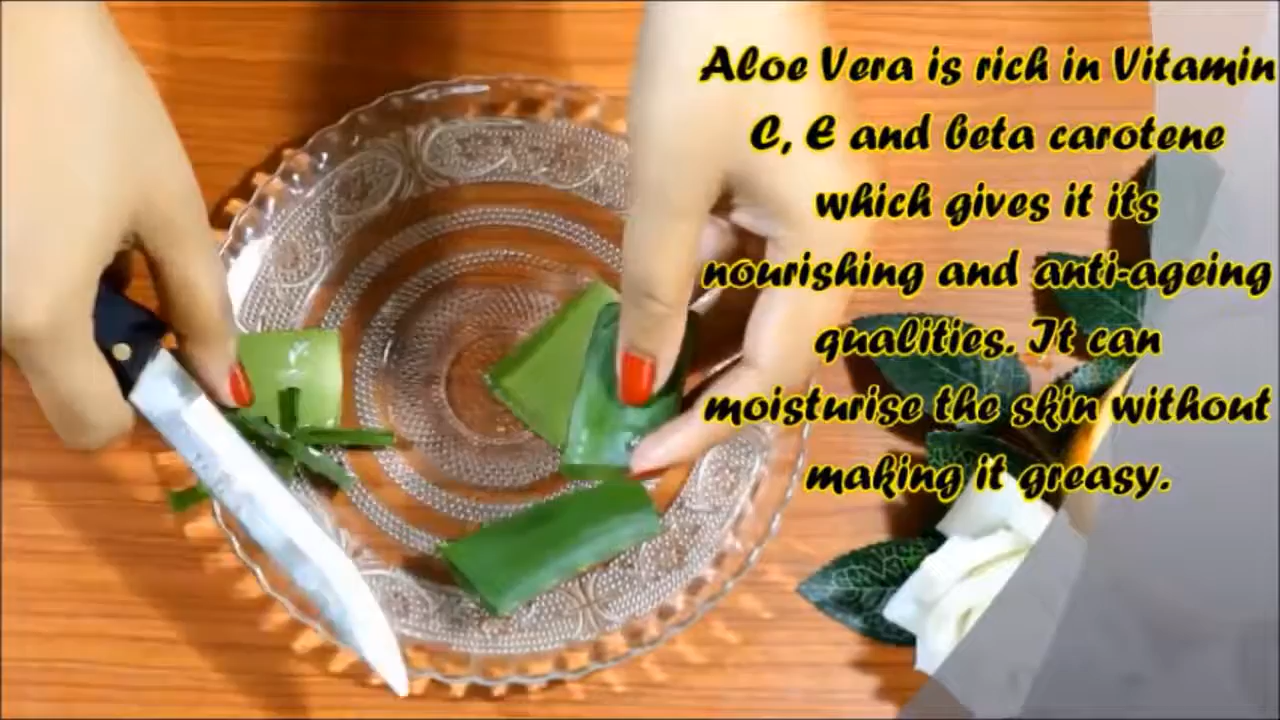 Aloe Vera is rich in Vitamin
C, E and beta carotene
which gives it its
nourishing and anti-ageing
qualities. It can
moisturise the skin without
making it greasy.